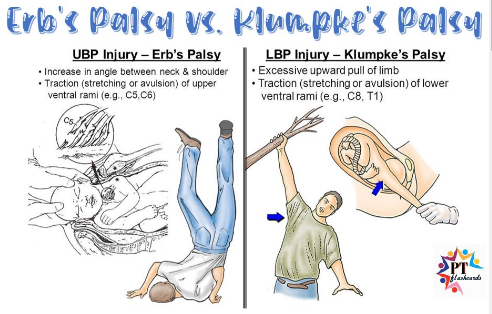 Erb's Palsy vs. Klumpke's Palsy
UBP Injury – Erb's Palsy
• Increase in angle between neck & shoulder
• Traction (stretching or avulsion) of upper
ventral rami (e.g., C5,C6)
C5
LBP Injury – Klumpke's Palsy
• Excessive upward pull of limb
• Traction (stretching or avulsion) of lower
ventral rami (e.g., C8, T1)
PT
flashcards